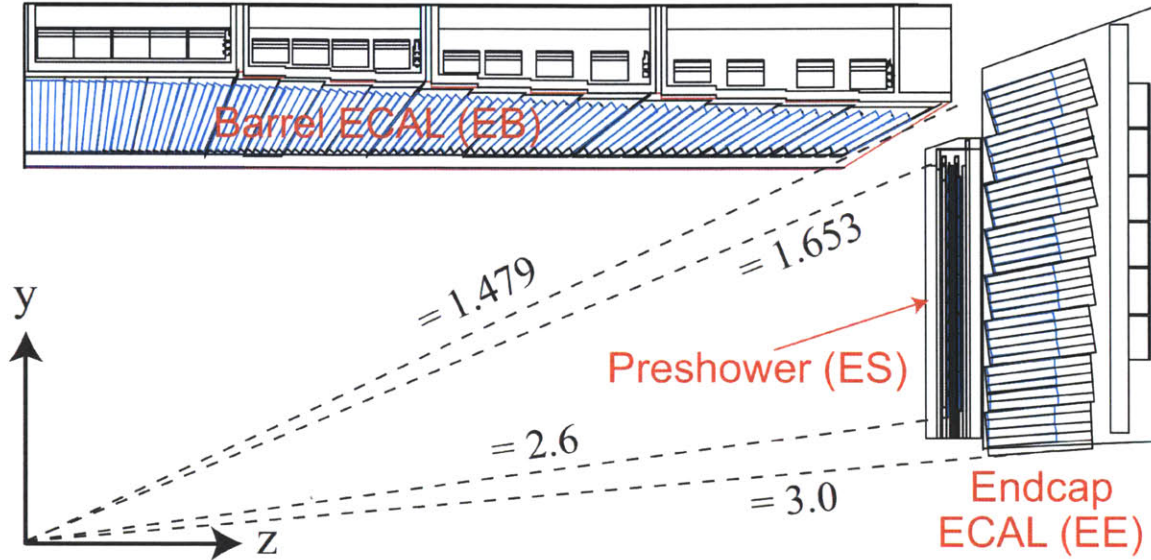 Barrel ECAL (EB)
= 1.479
= 1.653
y
Preshower (ES)
= 2.6
= 3.0
z
Endcap
ECAL (EE)